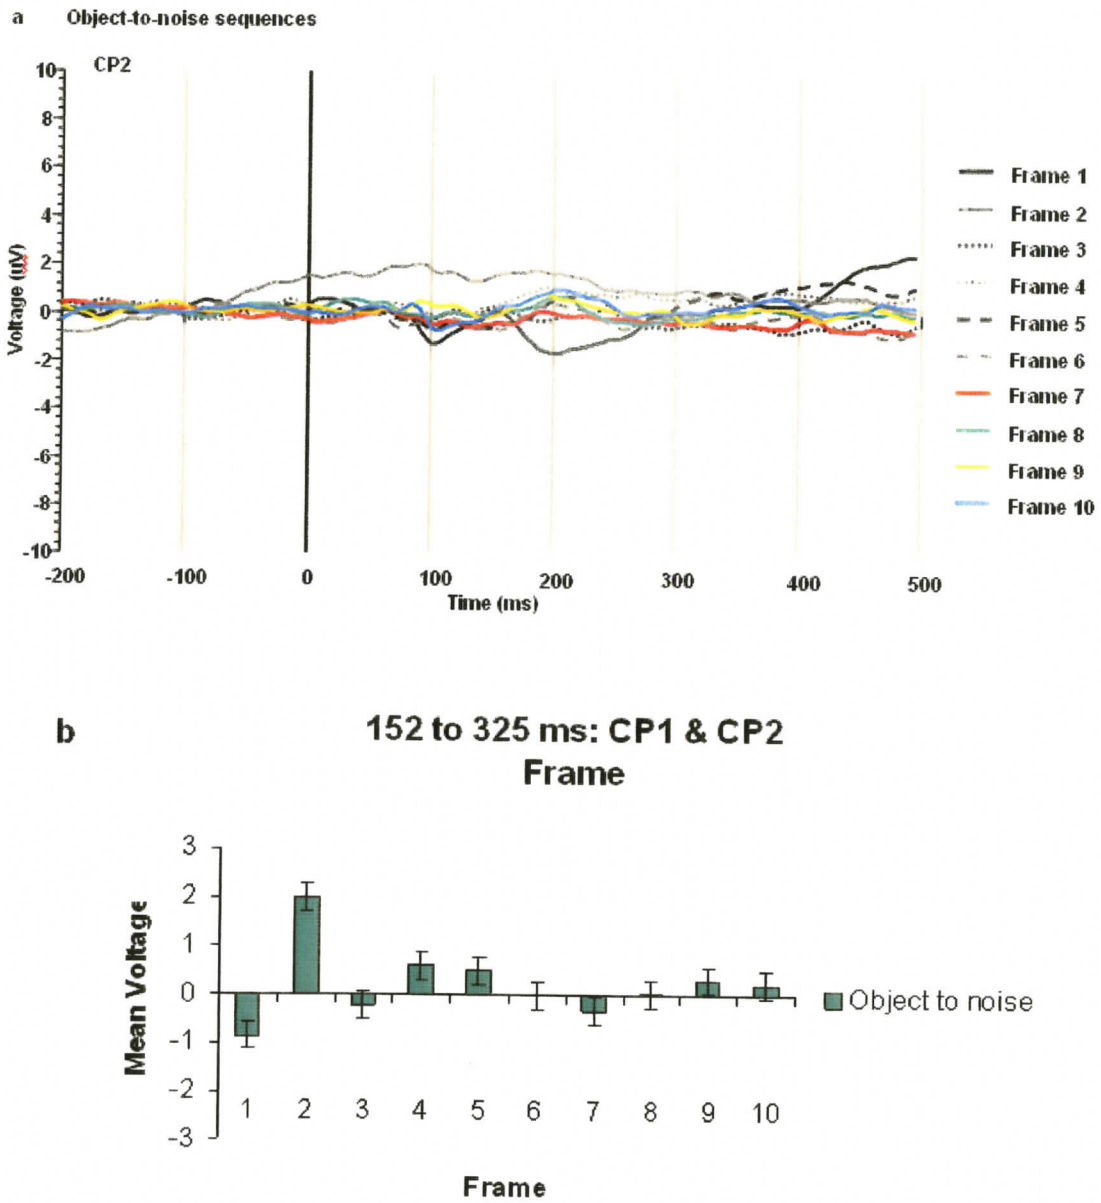 a Object-to-noise sequences
CP2
10
8
6
4
2
0
-2
-4
-6
-8
-10
Voltage (uV)
-200 -100 0 100 200 300 400 500
Time (ms)
Frame 1
Frame 2
Frame 3
Frame 4
Frame 5
Frame 6
Frame 7
Frame 8
Frame 9
Frame 10
b 152 to 325 ms: CP1 & CP2
Frame
3
2
1
0
-1
-2
-3
Mean Voltage
1 2 3 4 5 6 7 8 9 10
Frame
Object to noise